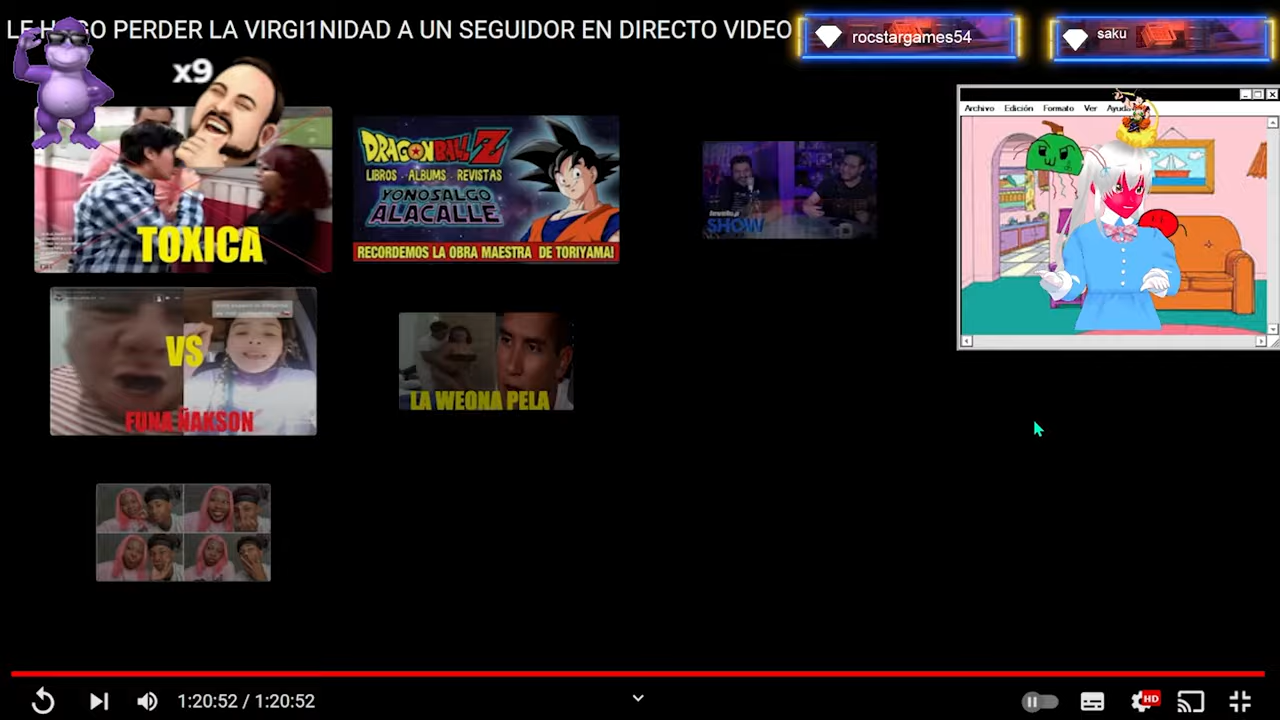 LE HAGO PERDER LA VIRGI1NIDAD A UN SEGUIDOR EN DIRECTO VIDEO
rocstargames54
saku
x9
Archivo Edición Formato Ver Ayuda
TOXICA
DRAGON BALL Z
LIBROS - ALBUMS - REVISTAS
YONOSALGO
ALACALLE
RECORDEMOS LA OBRA MAESTRA DE TORIYAMA!
SHOW
VS
FUNA ÑAKSON
LA WEONA PELA
1:20:52 / 1:20:52
HD